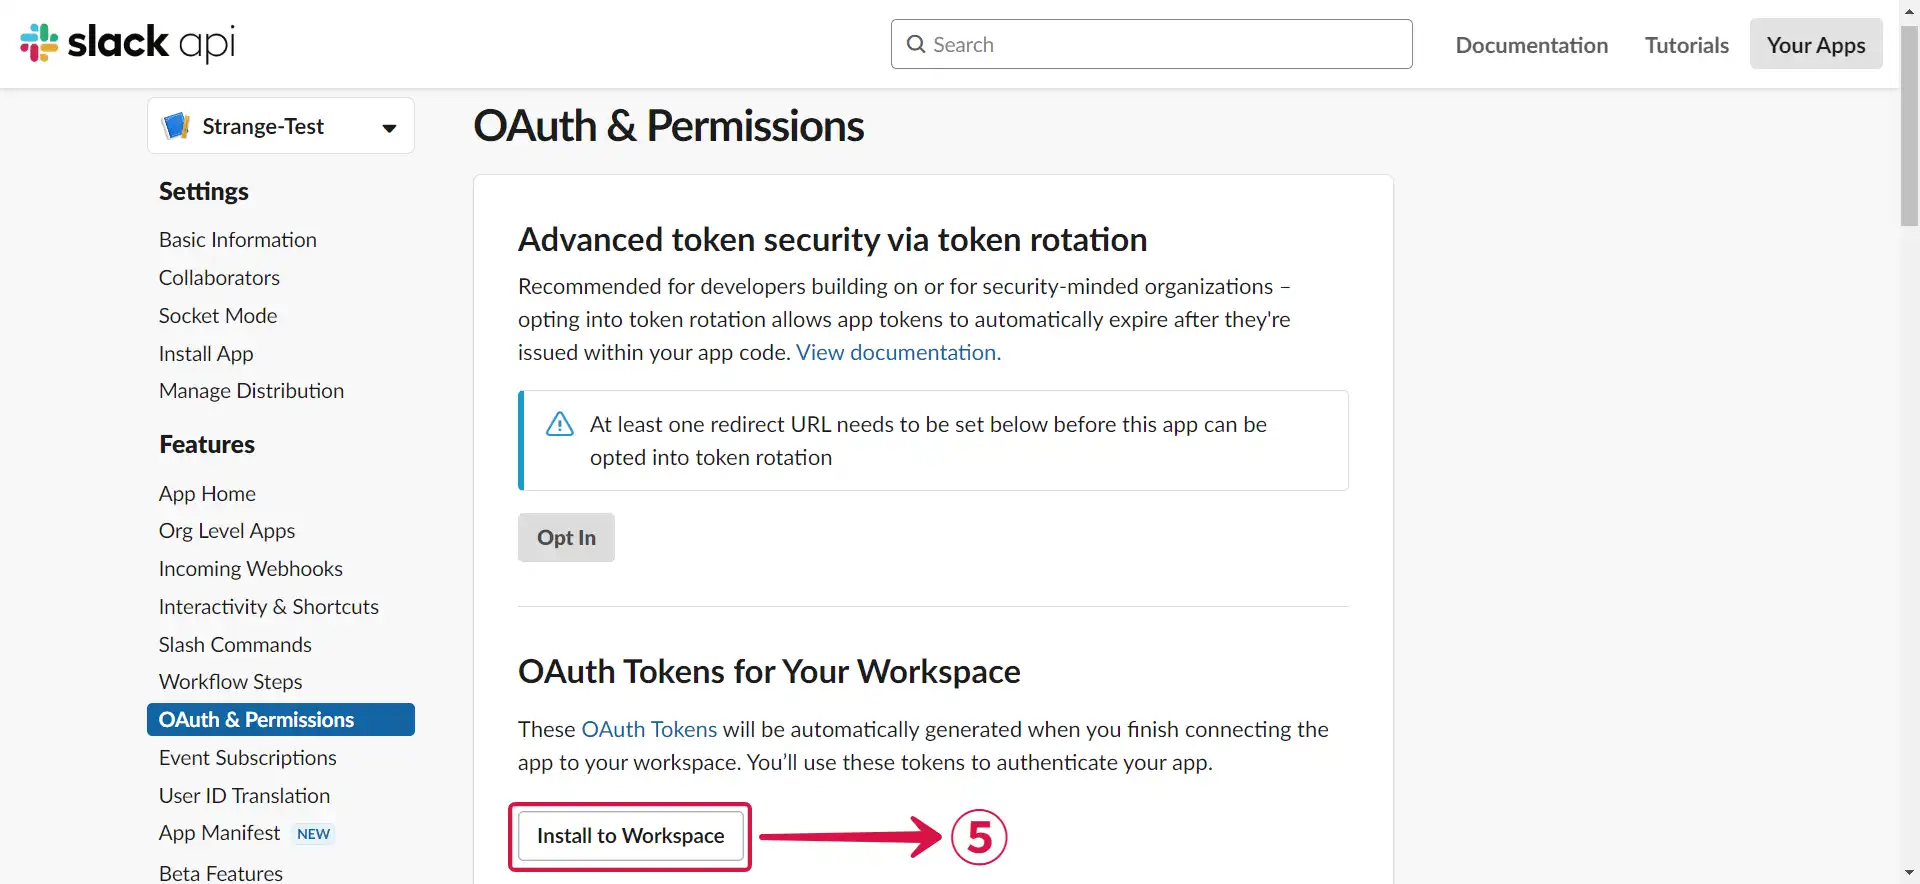 slack api
Search
Documentation
Tutorials
Your Apps
Strange-Test
Settings
Basic Information
Collaborators
Socket Mode
Install App
Manage Distribution
Features
App Home
Org Level Apps
Incoming Webhooks
Interactivity & Shortcuts
Slash Commands
Workflow Steps
OAuth & Permissions
Event Subscriptions
User ID Translation
App Manifest NEW
Beta Features
OAuth & Permissions
Advanced token security via token rotation
Recommended for developers building on or for security-minded organizations –
opting into token rotation allows app tokens to automatically expire after they're
issued within your app code. View documentation.
At least one redirect URL needs to be set below before this app can be
opted into token rotation
Opt In
OAuth Tokens for Your Workspace
These OAuth Tokens will be automatically generated when you finish connecting the
app to your workspace. You’ll use these tokens to authenticate your app.
Install to Workspace
5